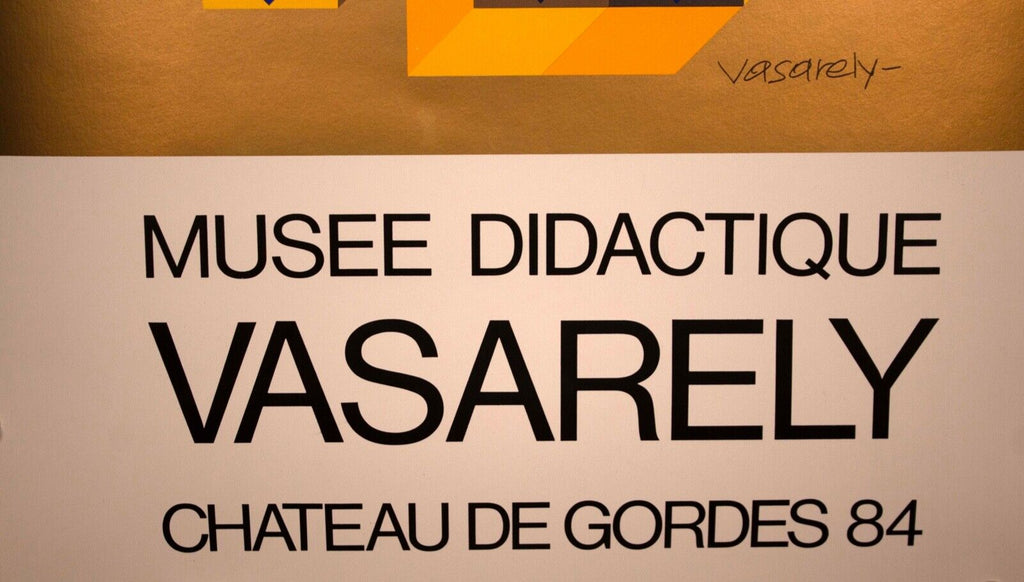 vasarely-
MUSEE DIDACTIQUE
VASARELY
CHATEAU DE GORDES 84